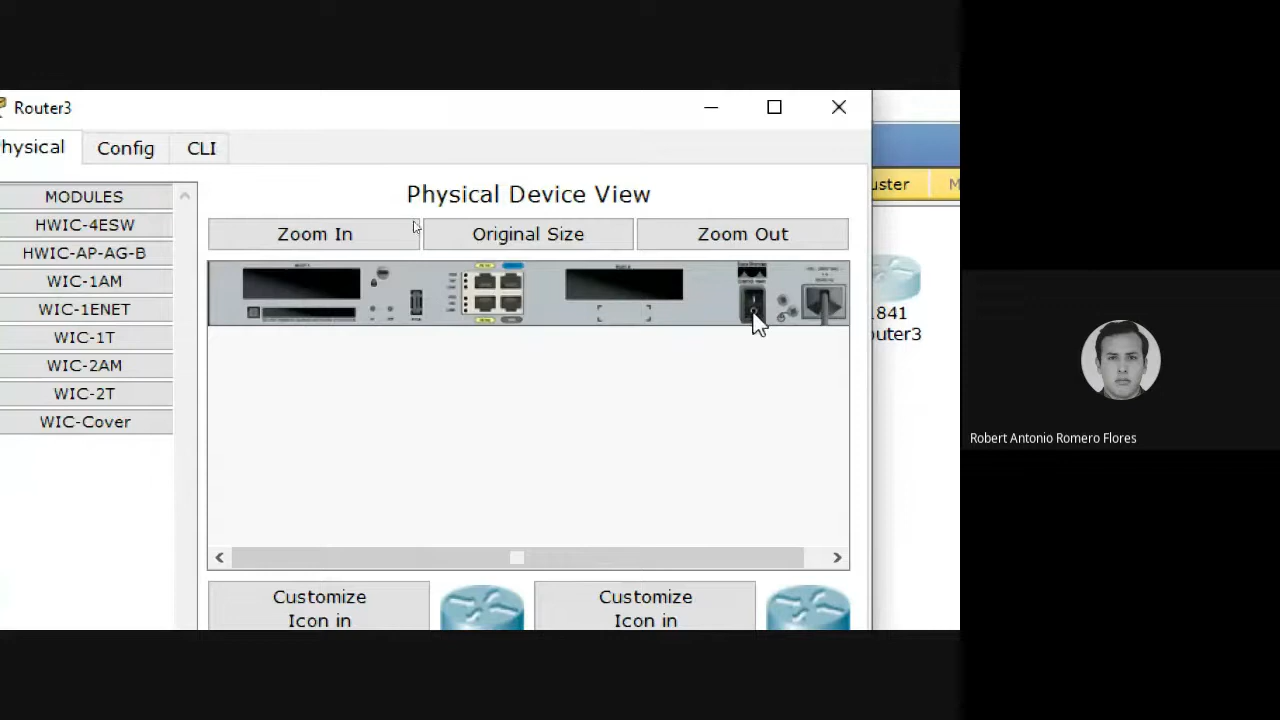 Router3
hysical
Config
CLI
MODULES
HWIC-4ESW
HWIC-AP-AG-B
WIC-1AM
WIC-1ENET
WIC-1T
WIC-2AM
WIC-2T
WIC-Cover
Physical Device View
Zoom In
Original Size
Zoom Out
Customize
Icon in
Customize
Icon in
uster
M
841
outer3
Robert Antonio Romero Flores